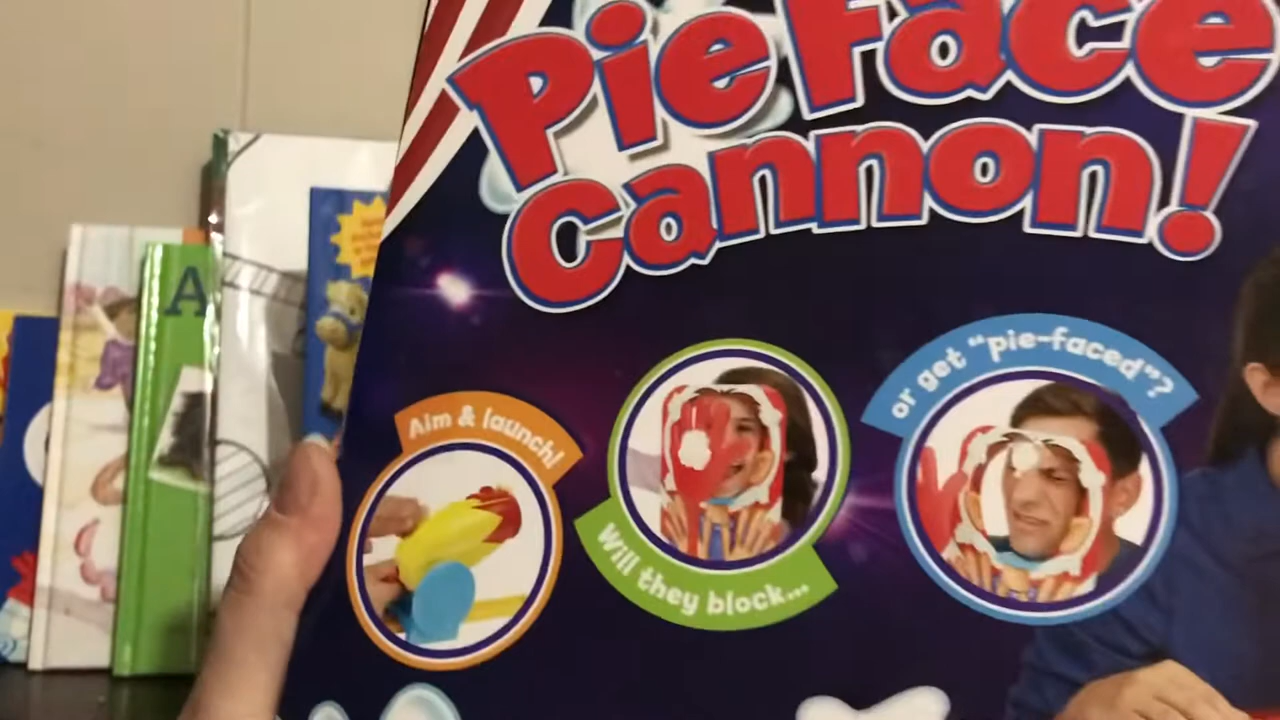 Pie Face
Cannon!
Aim & launch!
Will they block...
or get "pie-faced"?
A